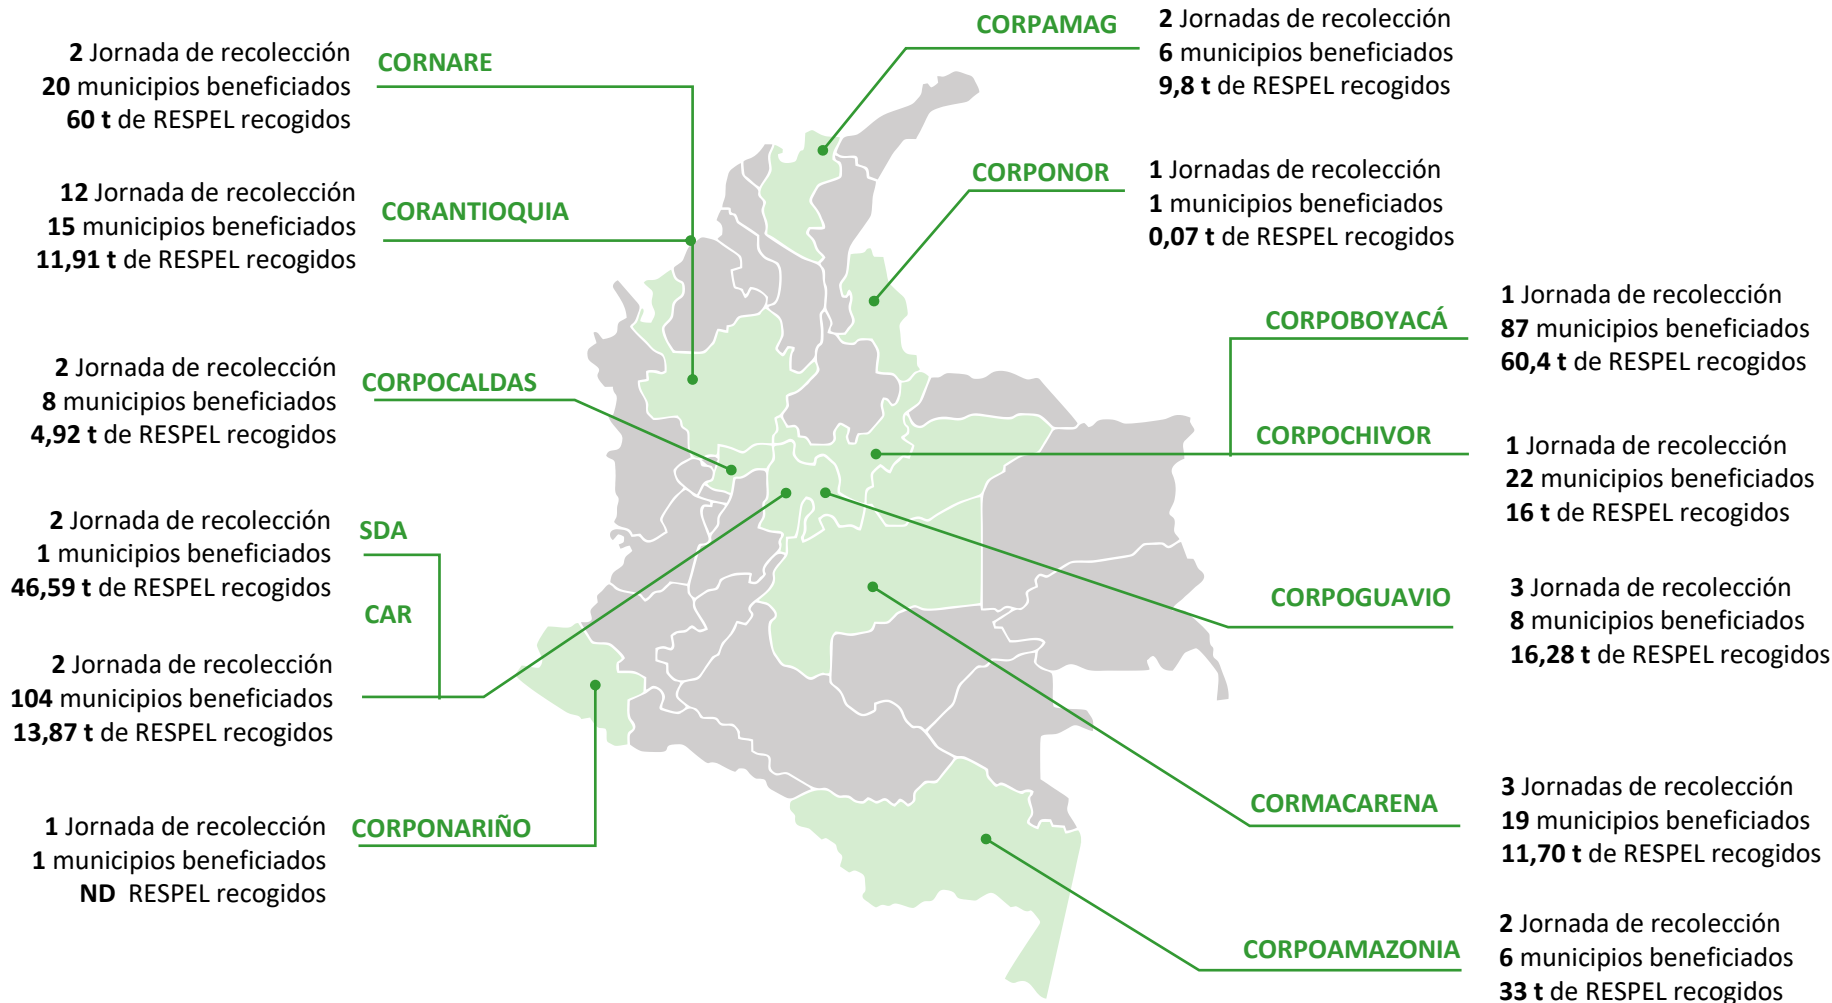 CORNARE
2 Jornada de recolección
20 municipios beneficiados
60 t de RESPEL recogidos
CORANTIOQUIA
12 Jornada de recolección
15 municipios beneficiados
11,91 t de RESPEL recogidos
CORPOCALDAS
2 Jornada de recolección
8 municipios beneficiados
4,92 t de RESPEL recogidos
SDA
2 Jornada de recolección
1 municipios beneficiados
46,59 t de RESPEL recogidos
CAR
2 Jornada de recolección
104 municipios beneficiados
13,87 t de RESPEL recogidos
CORPONARIÑO
1 Jornada de recolección
1 municipios beneficiados
ND RESPEL recogidos
CORPAMAG
2 Jornadas de recolección
6 municipios beneficiados
9,8 t de RESPEL recogidos
CORPONOR
1 Jornadas de recolección
1 municipios beneficiados
0,07 t de RESPEL recogidos
CORPOBOYACÁ
1 Jornada de recolección
87 municipios beneficiados
60,4 t de RESPEL recogidos
CORPOCHIVOR
1 Jornada de recolección
22 municipios beneficiados
16 t de RESPEL recogidos
CORPOGUAVIO
3 Jornada de recolección
8 municipios beneficiados
16,28 t de RESPEL recogidos
CORMACARENA
3 Jornadas de recolección
19 municipios beneficiados
11,70 t de RESPEL recogidos
CORPOAMAZONIA
2 Jornada de recolección
6 municipios beneficiados
33 t de RESPEL recogidos